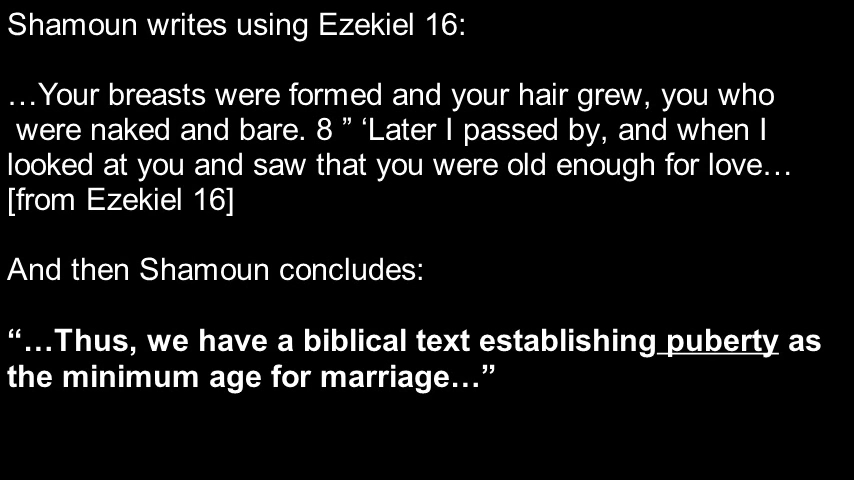 Shamoun writes using Ezekiel 16:
…Your breasts were formed and your hair grew, you who
were naked and bare. 8 ” ‘Later I passed by, and when I
looked at you and saw that you were old enough for love…
[from Ezekiel 16]
And then Shamoun concludes:
“…Thus, we have a biblical text establishing puberty as
the minimum age for marriage…”